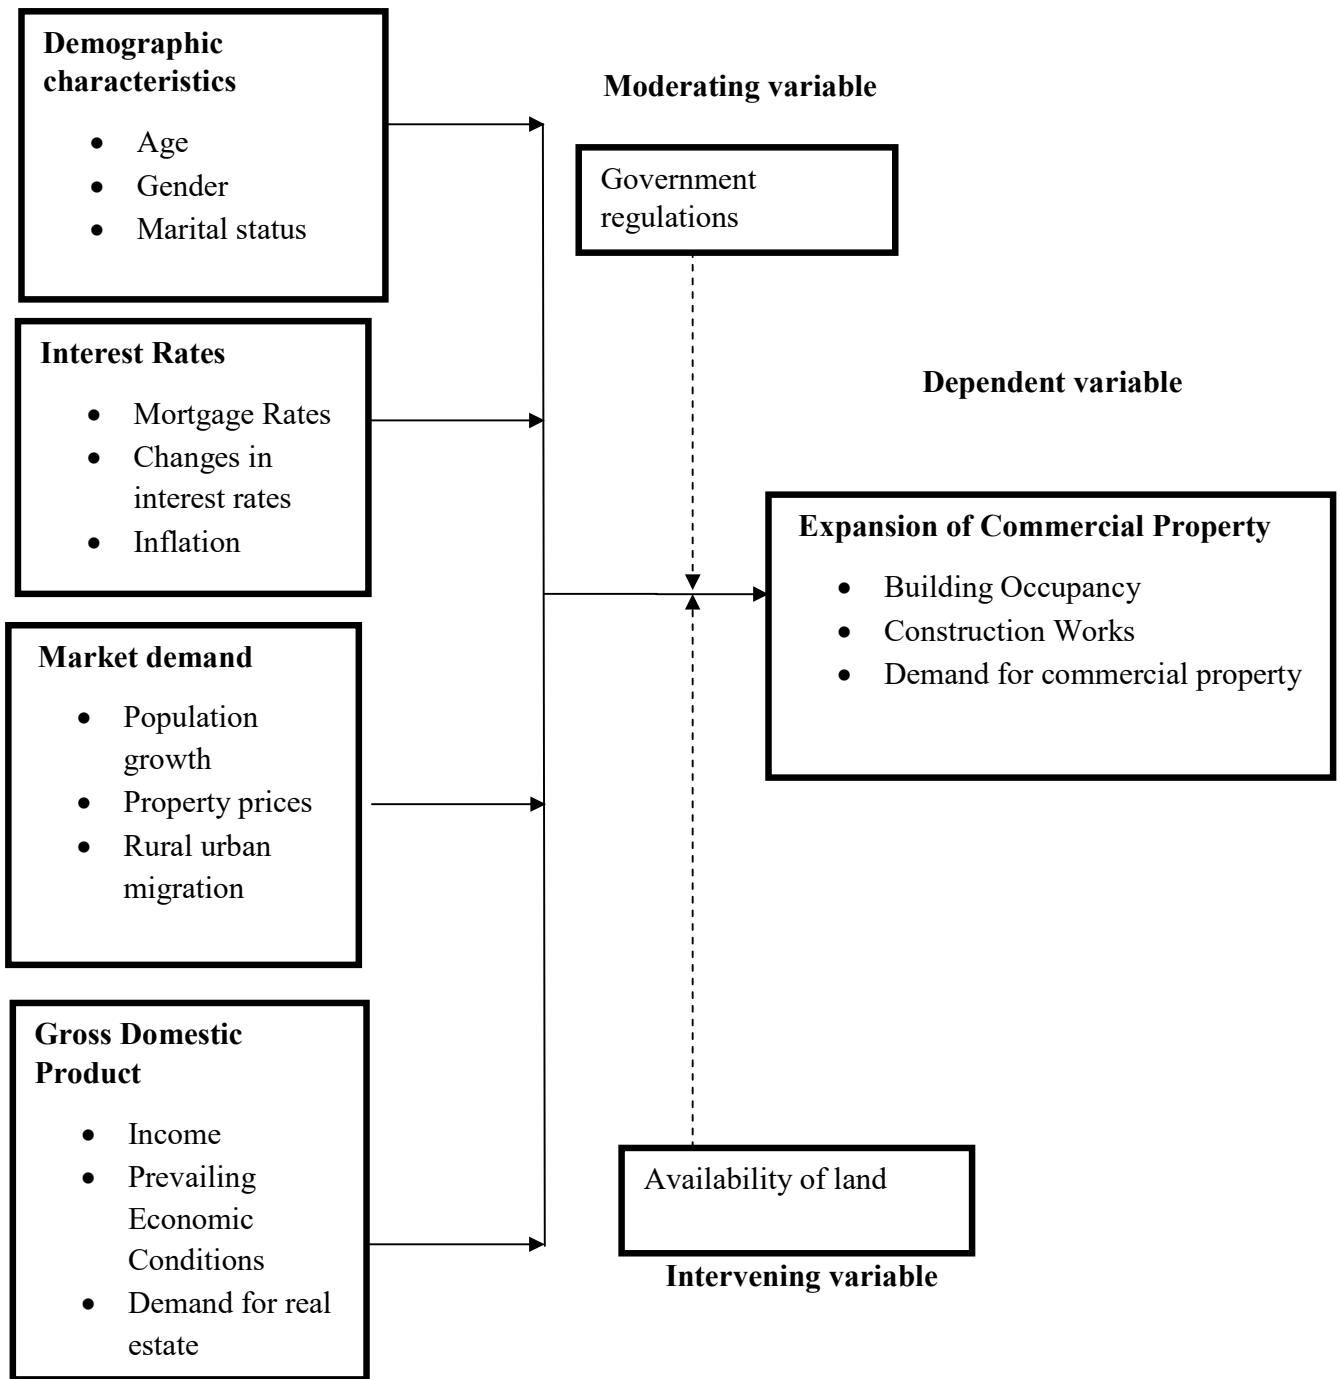 Demographic
characteristics
• Age
• Gender
• Marital status
Moderating variable
Government
regulations
Interest Rates
• Mortgage Rates
• Changes in
interest rates
• Inflation
Dependent variable
Expansion of Commercial Property
• Building Occupancy
• Construction Works
• Demand for commercial property
Market demand
• Population
growth
• Property prices
• Rural urban
migration
Gross Domestic
Product
• Income
• Prevailing
Economic
Conditions
• Demand for real
estate
Availability of land
Intervening variable